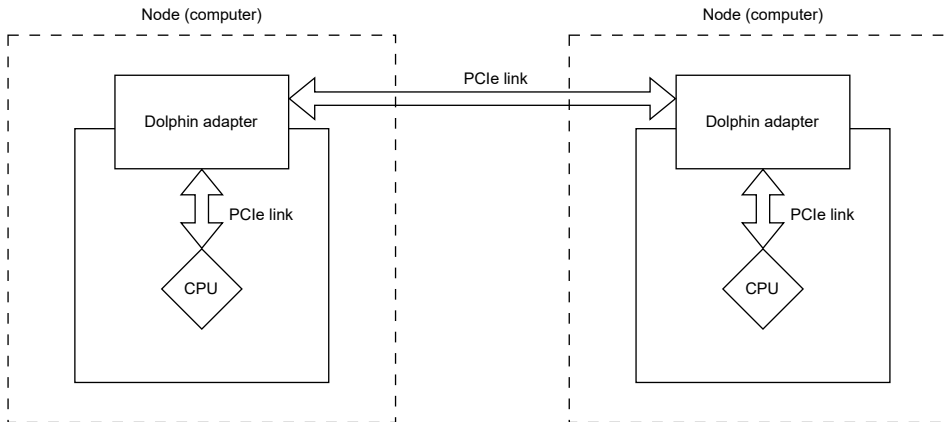 Node (computer)
Node (computer)
PCIe link
Dolphin adapter
Dolphin adapter
PCIe link
PCIe link
CPU
CPU